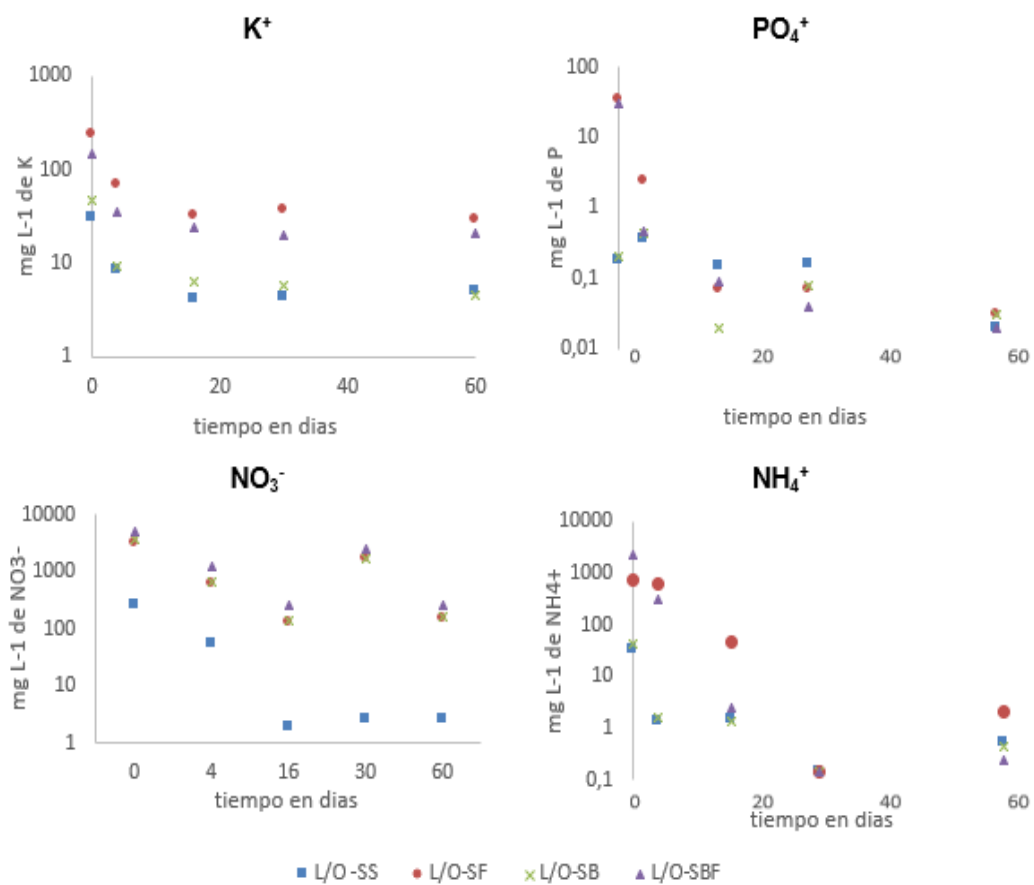 K⁺
1000
100
10
1
mg L-1 de K
0 20 40 60
tiempo en dias
PO₄⁺
100
10
1
0,1
0,01
mg L-1 de P
0 20 40 60
tiempo en dias
NO₃⁻
10000
1000
100
10
1
mg L-1 de NO3-
0 4 16 30 60
tiempo en dias
NH₄⁺
10000
1000
100
10
1
0,1
mg L-1 de NH4+
0 20 40 60
tiempo en dias
L/O -SS L/O-SF L/O-SB L/O-SBF